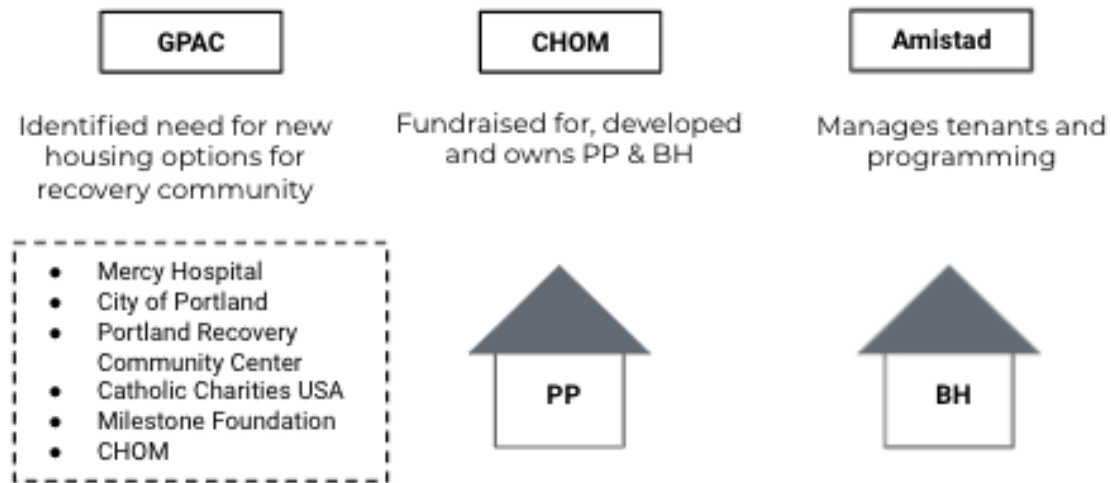 GPAC
Identified need for new
housing options for
recovery community
CHOM
Fundraised for, developed
and owns PP & BH
Amistad
Manages tenants and
programming
● Mercy Hospital
● City of Portland
● Portland Recovery
Community Center
● Catholic Charities USA
● Milestone Foundation
● CHOM
PP
BH